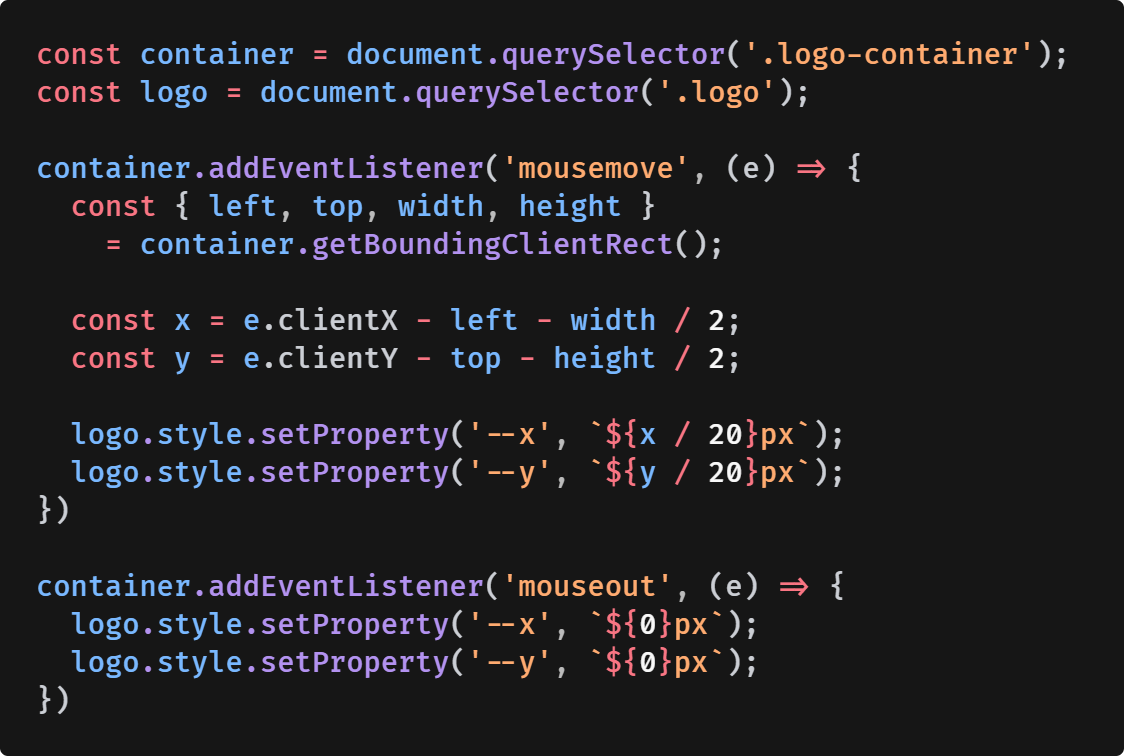 const container = document.querySelector('.logo-container');
const logo = document.querySelector('.logo');

container.addEventListener('mousemove', (e) => {
  const { left, top, width, height }
    = container.getBoundingClientRect();

  const x = e.clientX - left - width / 2;
  const y = e.clientY - top - height / 2;

  logo.style.setProperty('--x', `${x / 20}px`);
  logo.style.setProperty('--y', `${y / 20}px`);
})

container.addEventListener('mouseout', (e) => {
  logo.style.setProperty('--x', `${0}px`);
  logo.style.setProperty('--y', `${0}px`);
})